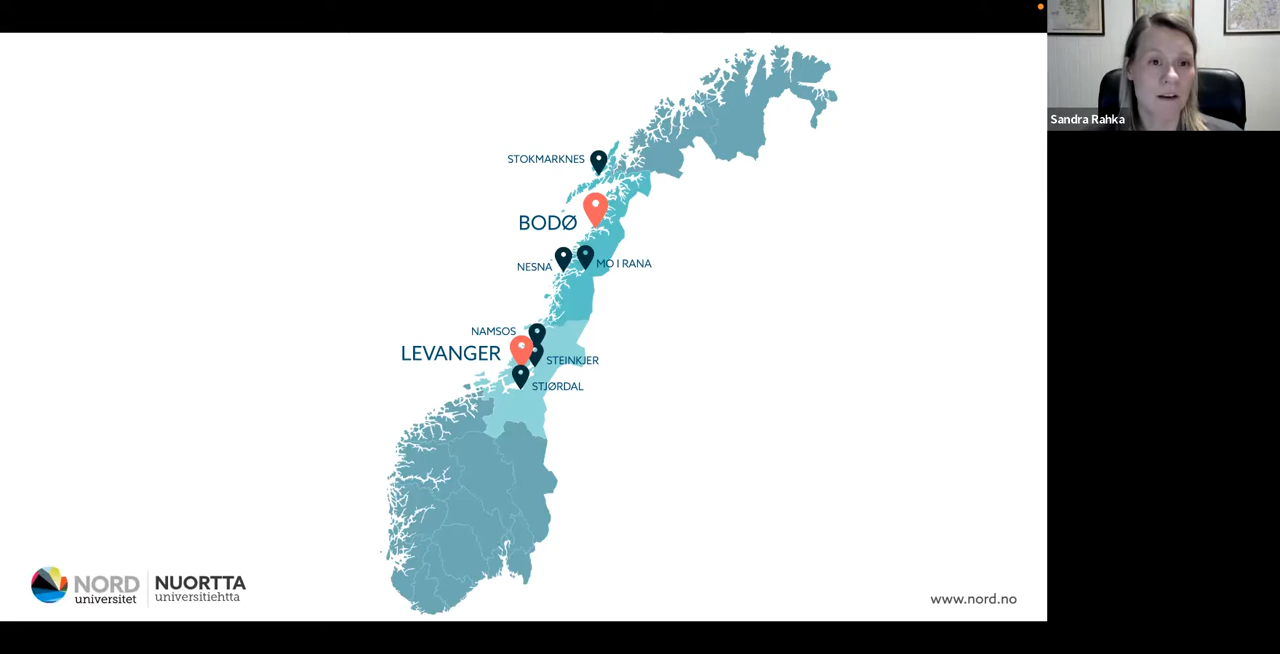 STOKMARKNES
BODØ
NESNA
MO I RANA
NAMSOS
LEVANGER
STEINKJER
STJØRDAL
NORD
universitet
NUORTTA
universitiehtta
www.nord.no
Sandra Rahka